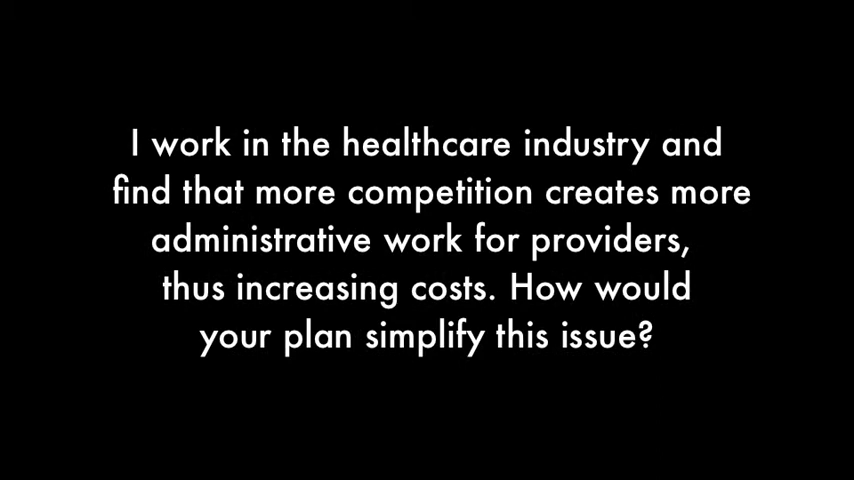 I work in the healthcare industry and
find that more competition creates more
administrative work for providers,
thus increasing costs. How would
your plan simplify this issue?